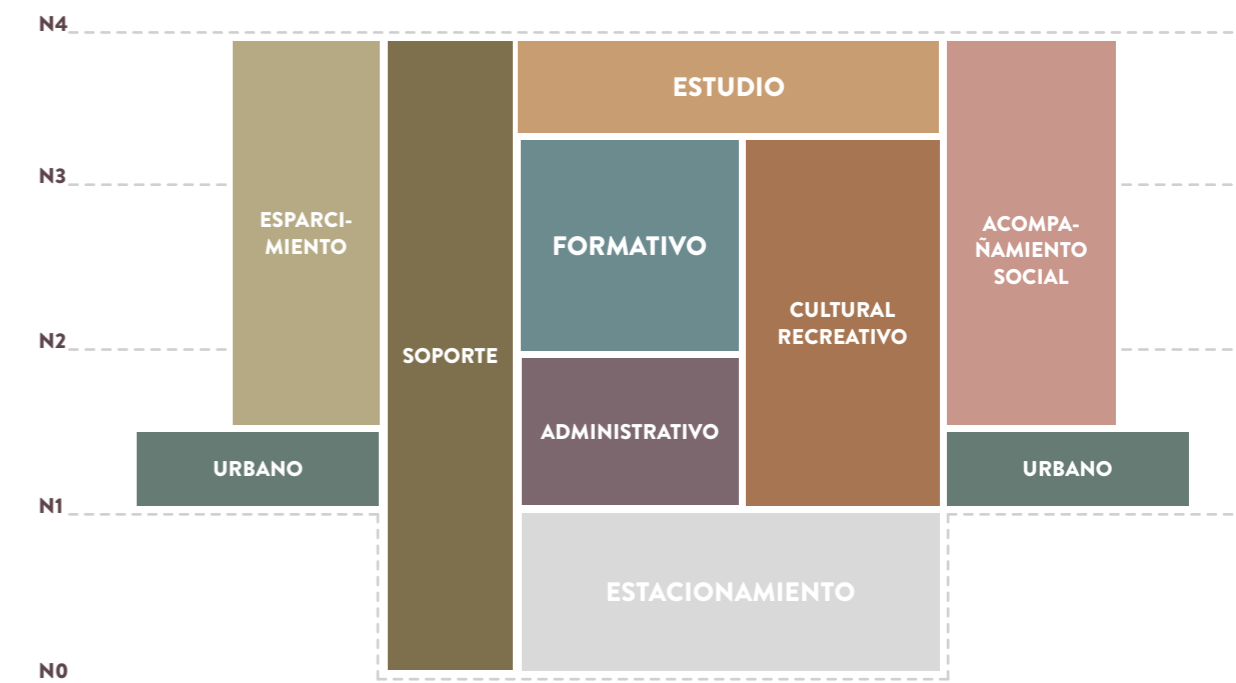 N4
ESTUDIO
N3
ESPARCI-
MIENTO
FORMATIVO
ACOMPA-
ÑAMIENTO
SOCIAL
CULTURAL
RECREATIVO
N2
SOPORTE
ADMINISTRATIVO
URBANO
URBANO
N1
ESTACIONAMIENTO
N0